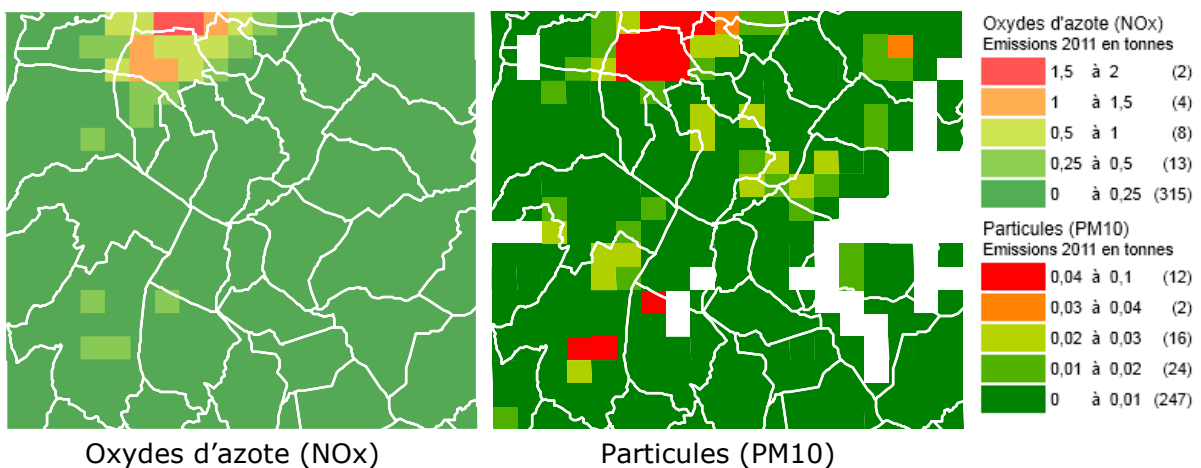 Oxydes d'azote (NOx)
Emissions 2011 en tonnes
1,5 à 2 (2)
1 à 1,5 (4)
0,5 à 1 (8)
0,25 à 0,5 (13)
0 à 0,25 (315)
Particules (PM10)
Emissions 2011 en tonnes
0,04 à 0,1 (12)
0,03 à 0,04 (2)
0,02 à 0,03 (16)
0,01 à 0,02 (24)
0 à 0,01 (247)
Oxydes d’azote (NOx)
Particules (PM10)